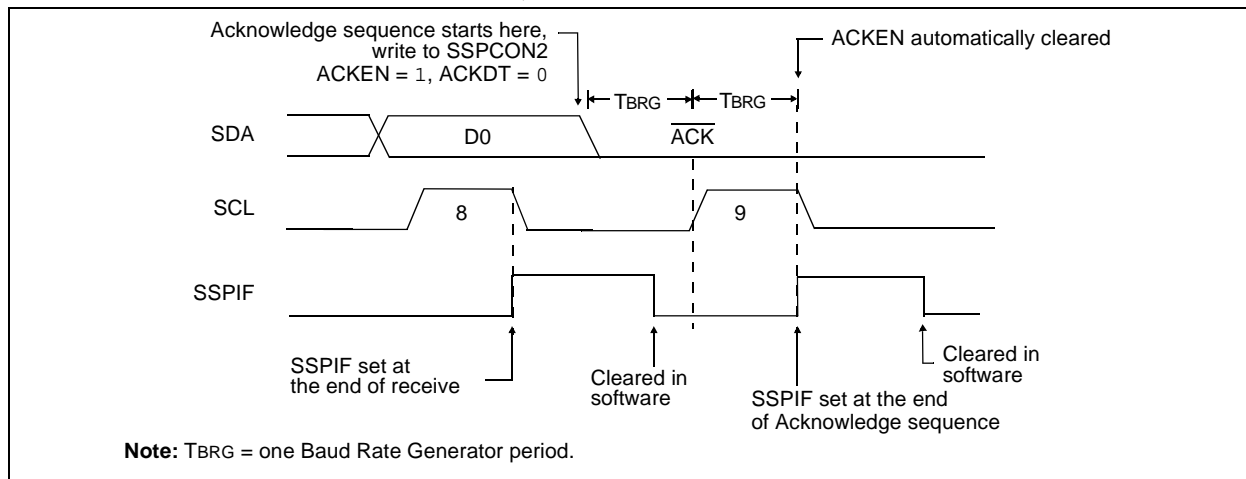 Acknowledge sequence starts here,
write to SSPCON2
ACKEN = 1, ACKDT = 0
ACKEN automatically cleared
TBRG
TBRG
SDA
D0
ACK
SCL
8
9
SSPIF
SSPIF set at
the end of receive
Cleared in
software
SSPIF set at the end
of Acknowledge sequence
Cleared in
software
Note: TBRG = one Baud Rate Generator period.